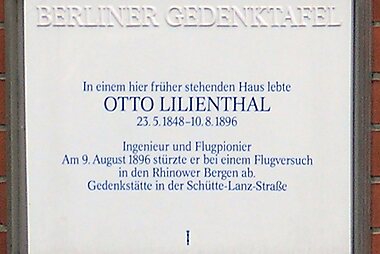 BERLINER GEDENKTAFEL
In einem hier früher stehenden Haus lebte
OTTO LILIENTHAL
23.5.1848–10.8.1896
Ingenieur und Flugpionier
Am 9. August 1896 stürzte er bei einem Flugversuch
in den Rhinower Bergen ab.
Gedenkstätte in der Schütte-Lanz-Straße